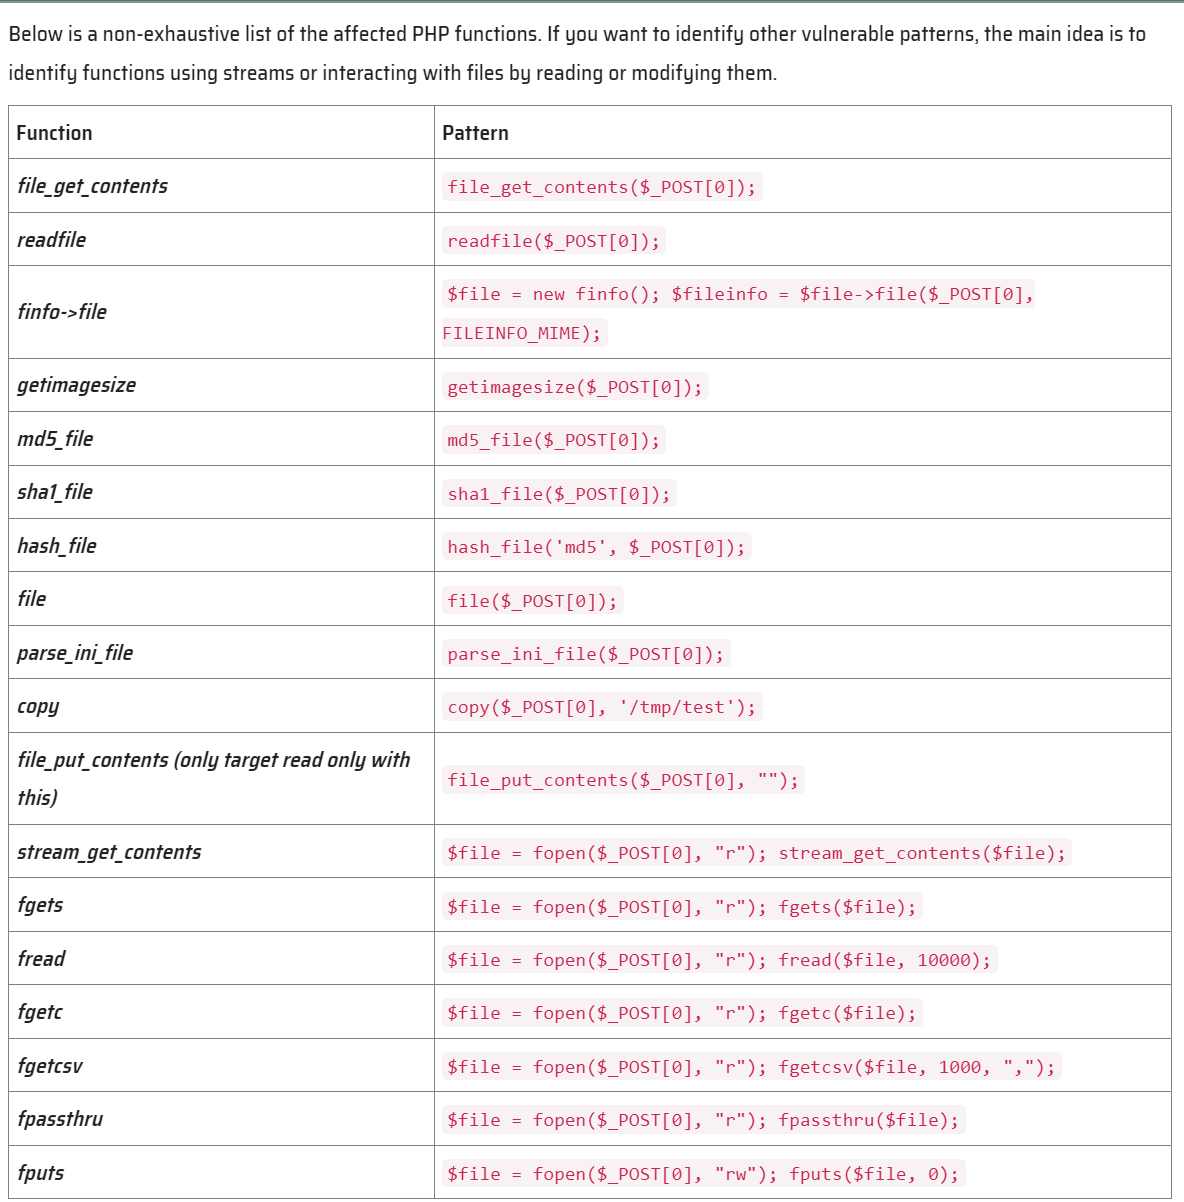 Below is a non-exhaustive list of the affected PHP functions. If you want to identify other vulnerable patterns, the main idea is to
identify functions using streams or interacting with files by reading or modifying them.
Function Pattern
file_get_contents file_get_contents($_POST[0]);
readfile readfile($_POST[0]);
finfo->file $file = new finfo(); $fileinfo = $file->file($_POST[0],
FILEINFO_MIME);
getimagesize getimagesize($_POST[0]);
md5_file md5_file($_POST[0]);
sha1_file sha1_file($_POST[0]);
hash_file hash_file('md5', $_POST[0]);
file file($_POST[0]);
parse_ini_file parse_ini_file($_POST[0]);
copy copy($_POST[0], '/tmp/test');
file_put_contents (only target read only with
this)
file_put_contents($_POST[0], "");
stream_get_contents $file = fopen($_POST[0], "r"); stream_get_contents($file);
fgets $file = fopen($_POST[0], "r"); fgets($file);
fread $file = fopen($_POST[0], "r"); fread($file, 10000);
fgetc $file = fopen($_POST[0], "r"); fgetc($file);
fgetcsv $file = fopen($_POST[0], "r"); fgetcsv($file, 1000, ",");
fpassthru $file = fopen($_POST[0], "r"); fpassthru($file);
fputs $file = fopen($_POST[0], "rw"); fputs($file, 0);